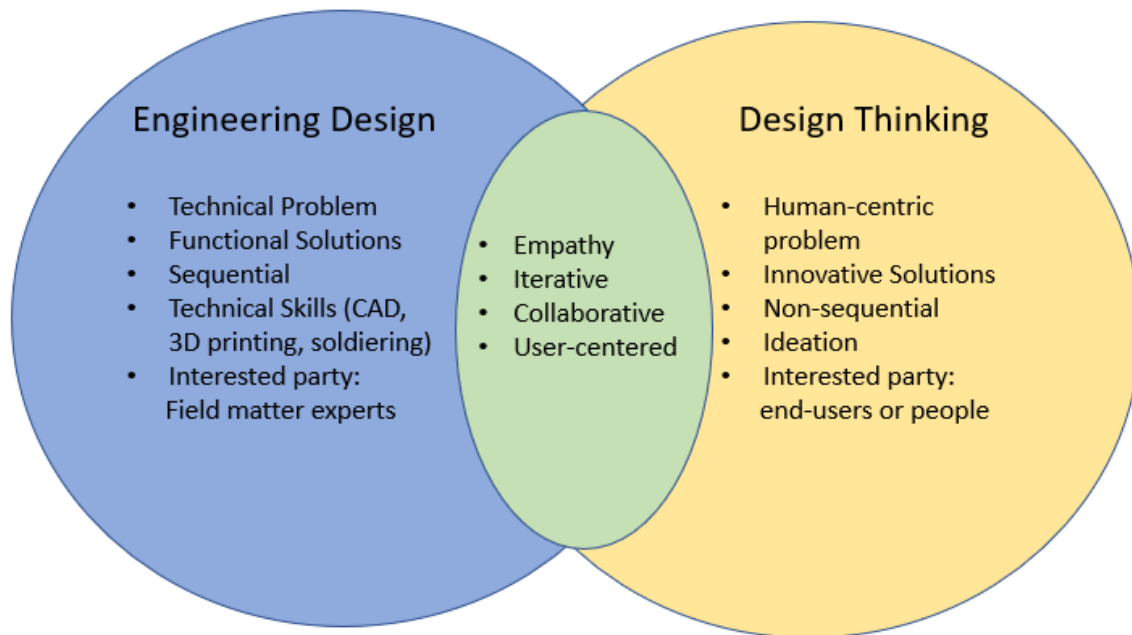 Engineering Design
• Technical Problem
• Functional Solutions
• Sequential
• Technical Skills (CAD,
3D printing, soldiering)
• Interested party:
Field matter experts
• Empathy
• Iterative
• Collaborative
• User-centered
Design Thinking
• Human-centric
problem
• Innovative Solutions
• Non-sequential
• Ideation
• Interested party:
end-users or people